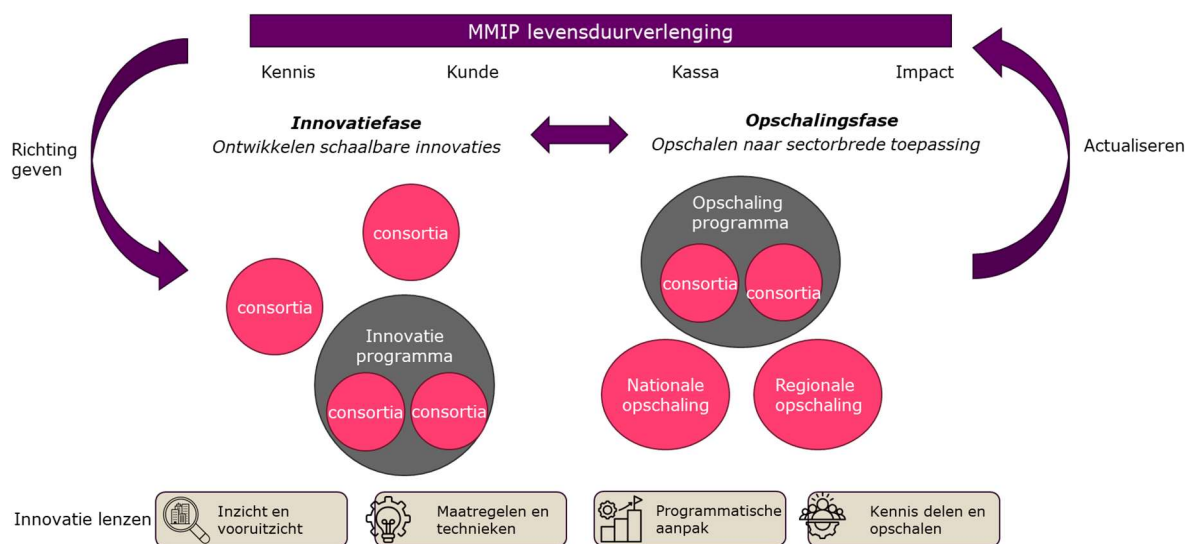 MMIP levensduurverlenging
Kennis
Kunde
Kassa
Impact
Innovatiefase
Ontwikkelen schaalbare innovaties
Opschalingsfase
Opschalen naar sectorbrede toepassing
Richting
geven
Actualiseren
consortia
consortia
Innovatie
programma
consortia
consortia
Opschaling
programma
consortia
consortia
Nationale
opschaling
Regionale
opschaling
Innovatie lenzen
Inzicht en
vooruitzicht
Maatregelen en
technieken
Programmatische
aanpak
Kennis delen en
opschalen